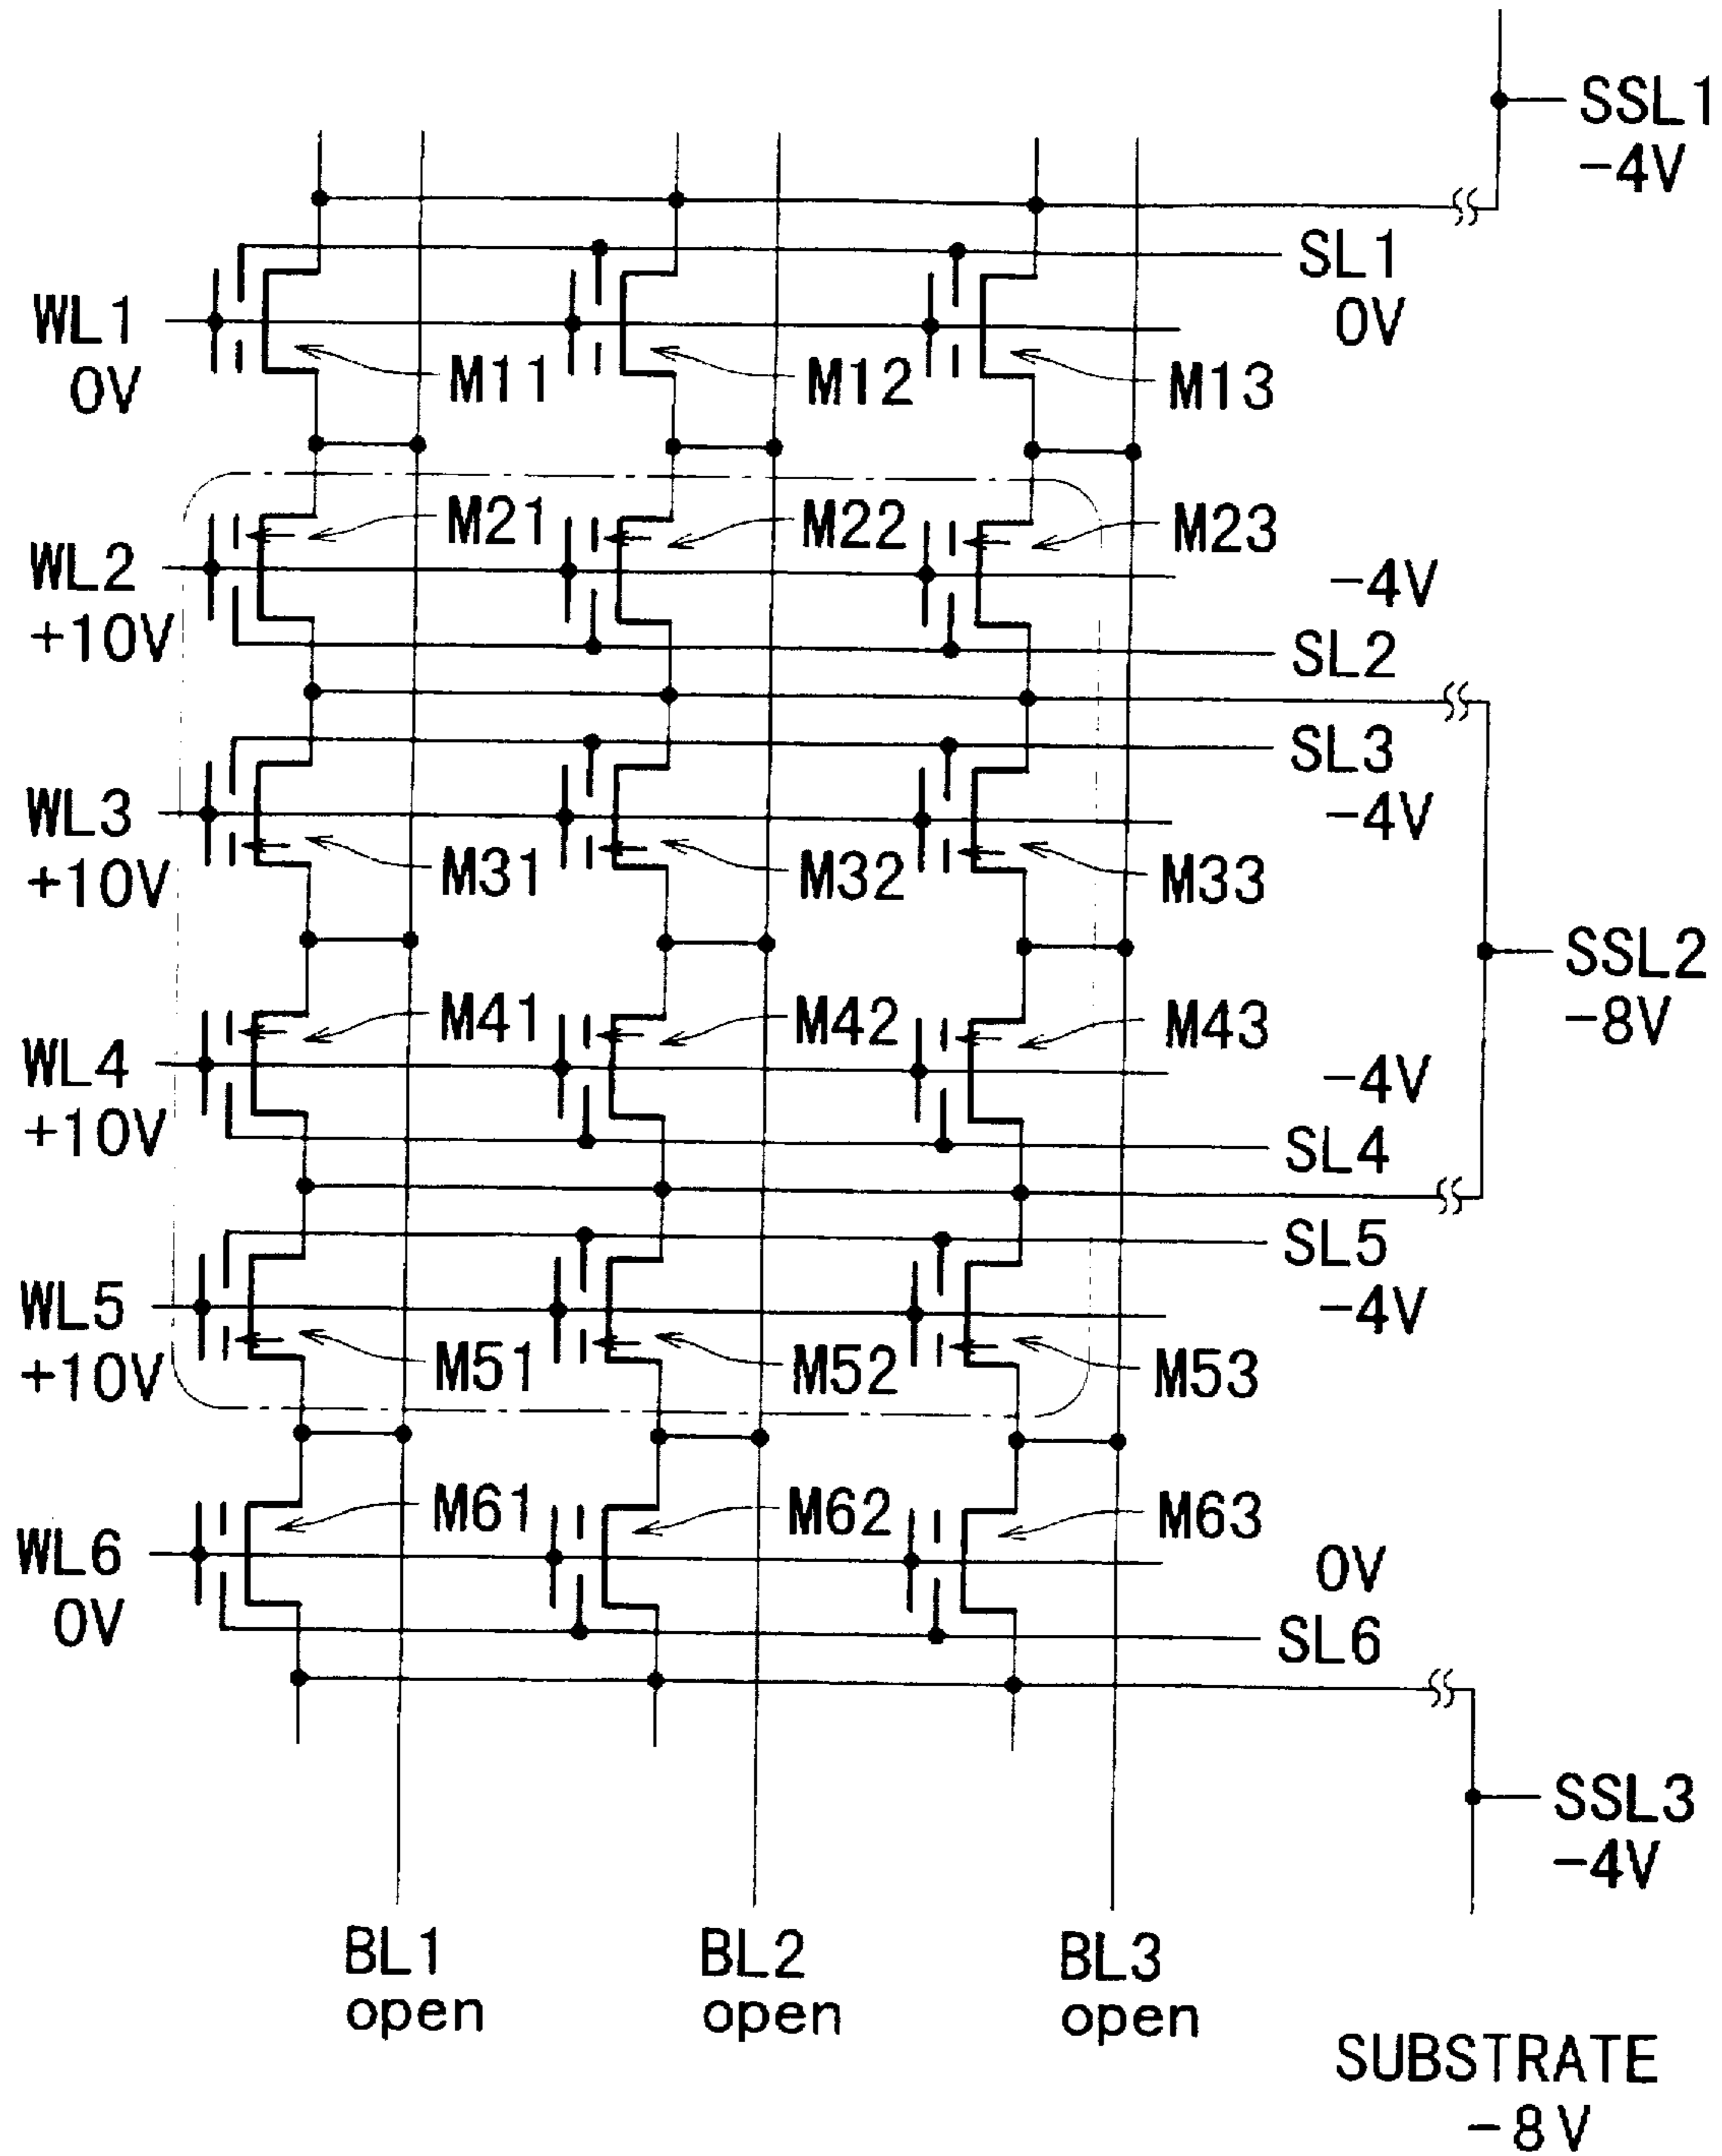 SSL1
-4V
SL1
0V
WL1
0V
M11
M12
M13
M21
M22
M23
WL2
+10V
-4V
SL2
SL3
-4V
WL3
+10V
M31
M32
M33
SSL2
-8V
M41
M42
M43
WL4
+10V
-4V
SL4
SL5
-4V
WL5
+10V
M51
M52
M53
M61
M62
M63
WL6
0V
0V
SL6
SSL3
-4V
BL1
open
BL2
open
BL3
open
SUBSTRATE
-8V